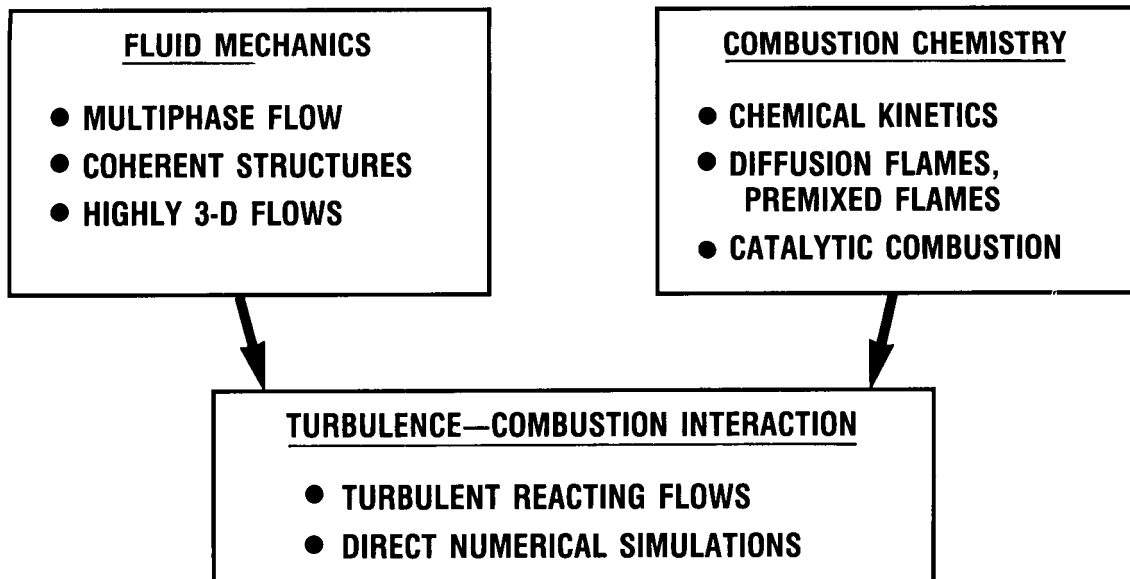 FLUID MECHANICS
● MULTIPHASE FLOW
● COHERENT STRUCTURES
● HIGHLY 3-D FLOWS
COMBUSTION CHEMISTRY
● CHEMICAL KINETICS
● DIFFUSION FLAMES,
PREMIXED FLAMES
● CATALYTIC COMBUSTION
TURBULENCE—COMBUSTION INTERACTION
● TURBULENT REACTING FLOWS
● DIRECT NUMERICAL SIMULATIONS